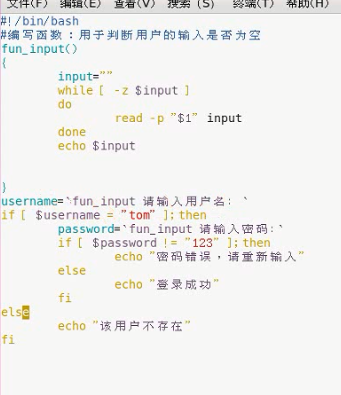 文件(F) 编辑(E) 查看(V) 搜索 (S) 终端(T) 帮助(H)
#!/bin/bash
#编写函数：用于判断用户的输入是否为空
fun_input()
{
input=""
while [ -z $input ]
do
read -p "$1" input
done
echo $input
}
username=`fun_input 请输入用户名： `
if [ $username = "tom" ]; then
password=`fun_input 请输入密码：`
if [ $password != "123" ]; then
echo "密码错误，请重新输入"
else
echo "登录成功"
fi
else
echo "该用户不存在"
fi